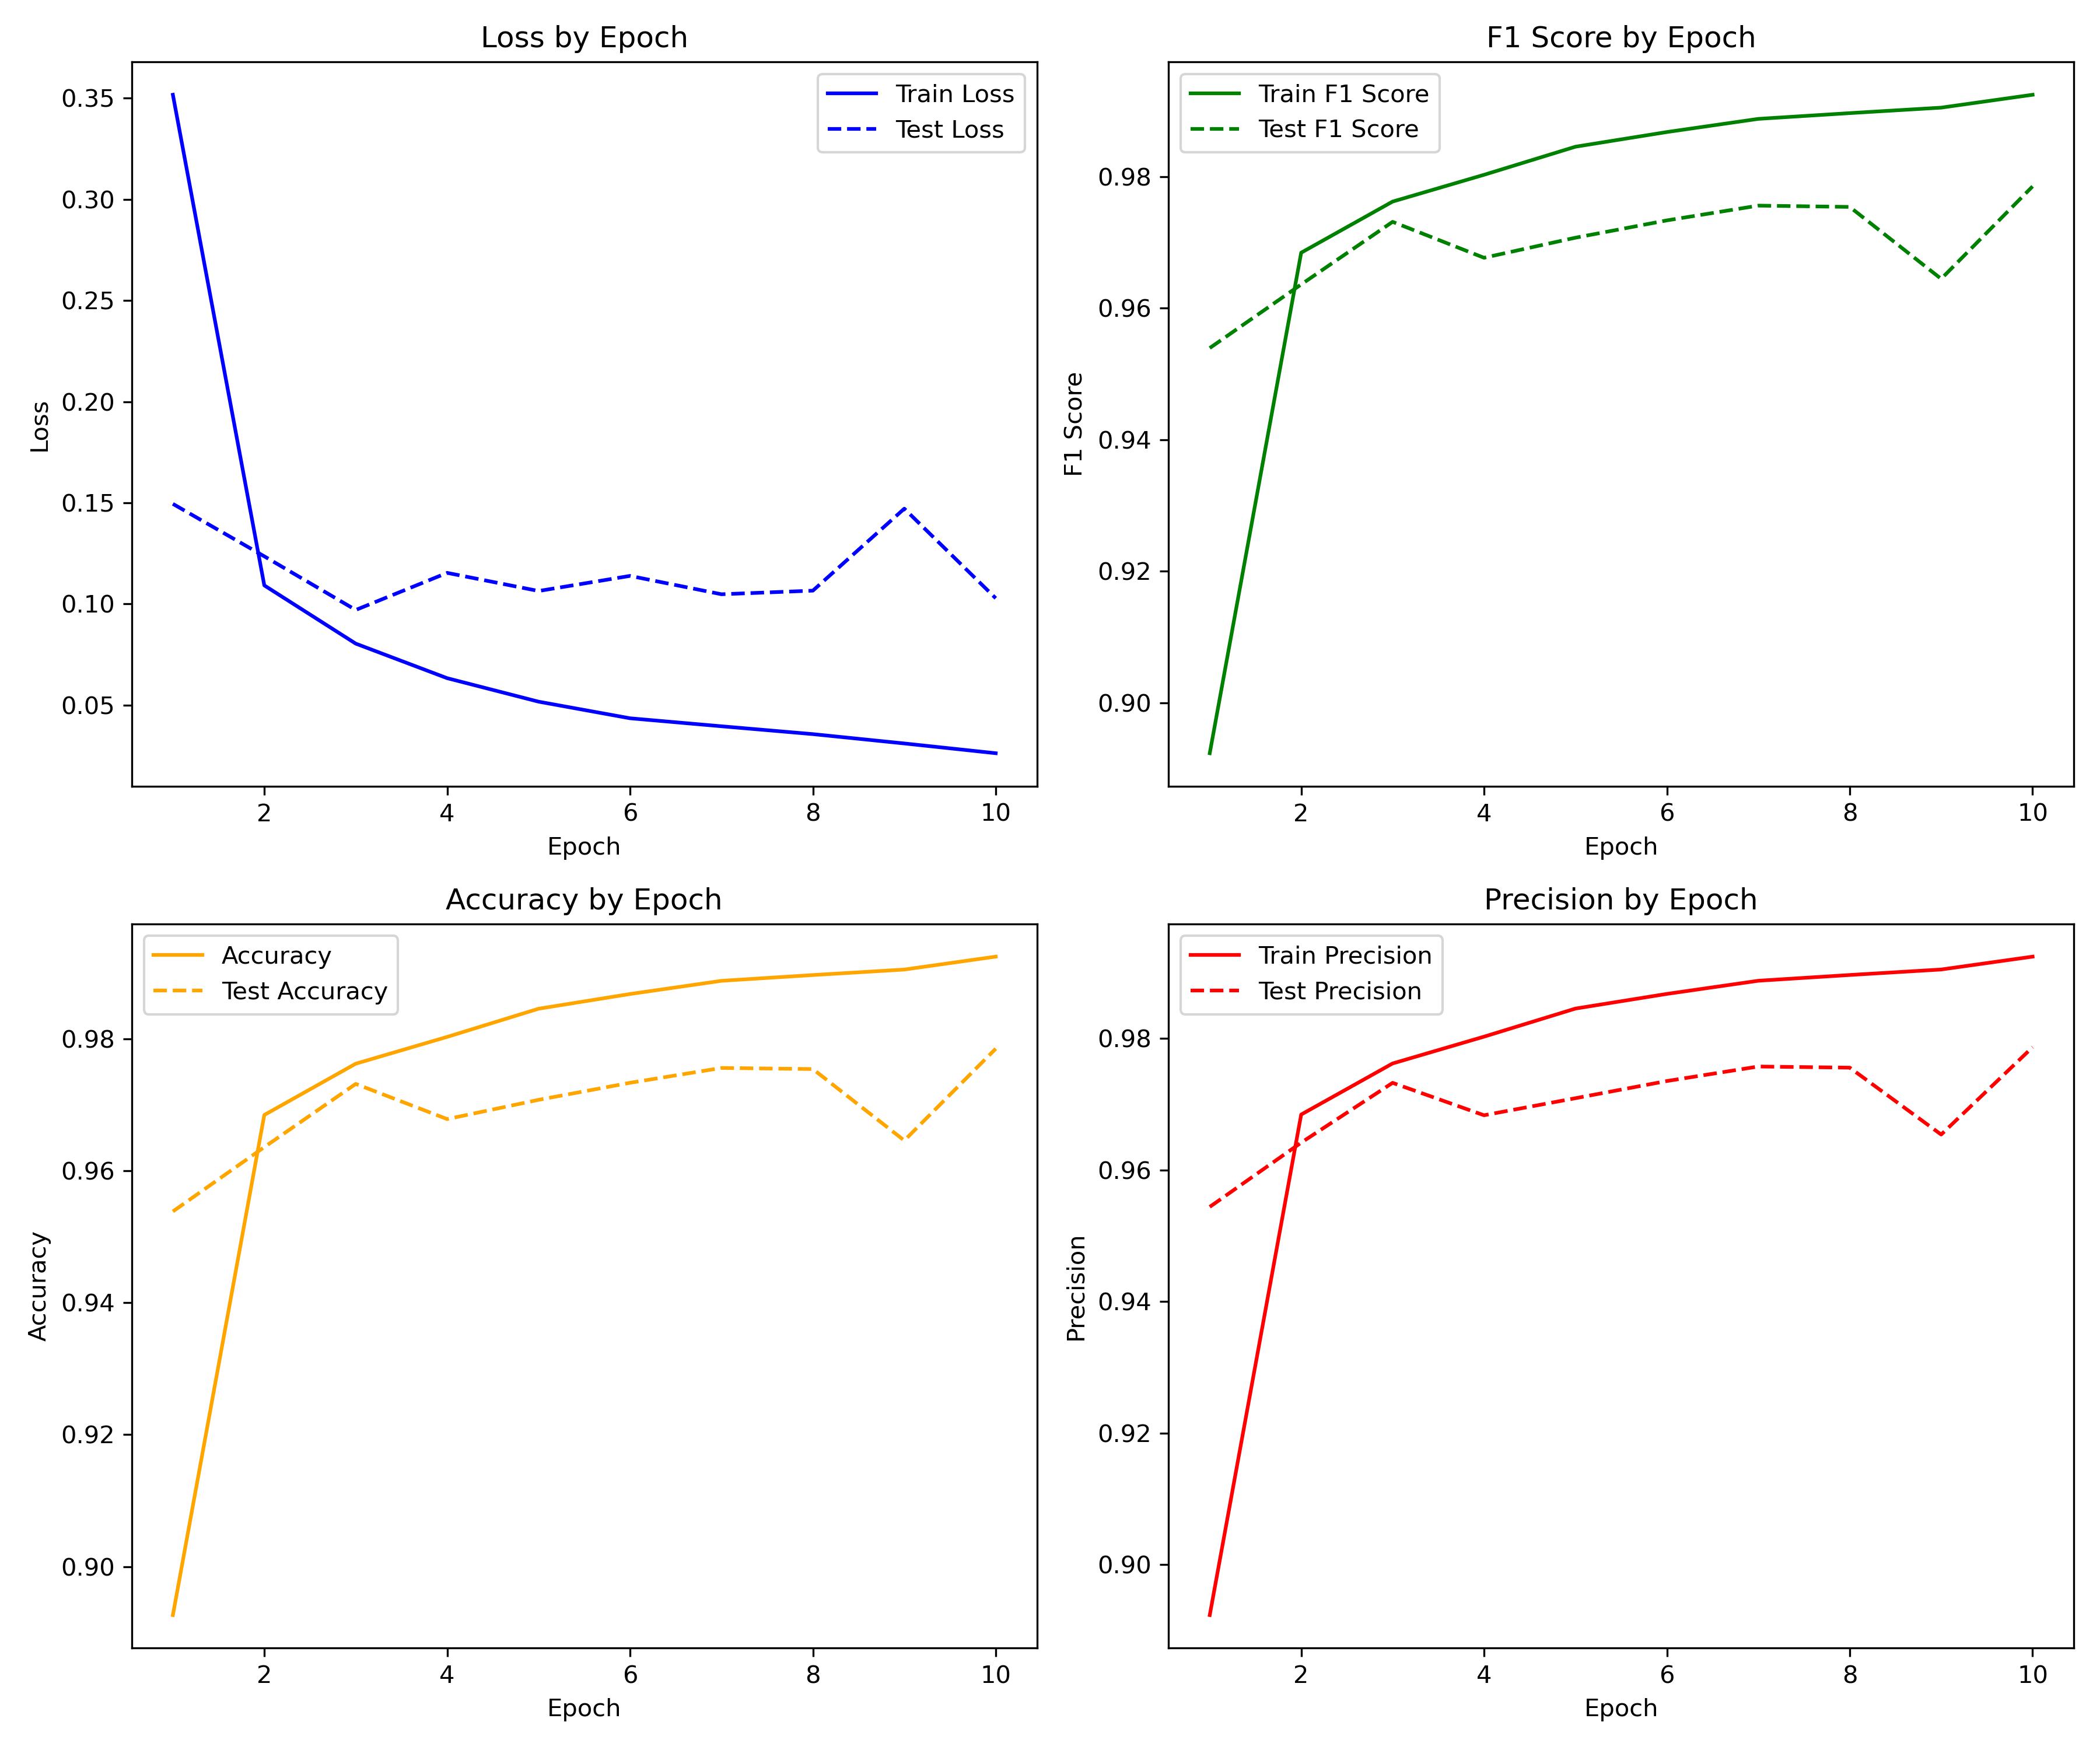 Loss by Epoch
Train Loss
Test Loss
0.35
0.30
0.25
0.20
0.15
0.10
0.05
Loss
2 4 6 8 10
Epoch
F1 Score by Epoch
Train F1 Score
Test F1 Score
0.98
0.96
0.94
0.92
0.90
F1 Score
2 4 6 8 10
Epoch
Accuracy by Epoch
Accuracy
Test Accuracy
0.98
0.96
0.94
0.92
0.90
Accuracy
2 4 6 8 10
Epoch
Precision by Epoch
Train Precision
Test Precision
0.98
0.96
0.94
0.92
0.90
Precision
2 4 6 8 10
Epoch